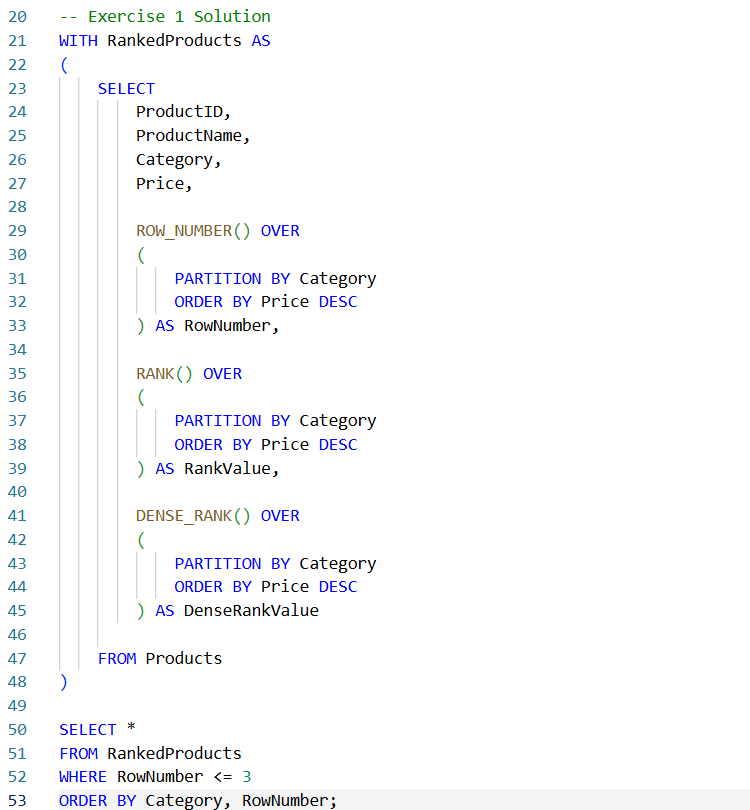 20 -- Exercise 1 Solution
21 WITH RankedProducts AS
22 (
23 SELECT
24 ProductID,
25 ProductName,
26 Category,
27 Price,
28
29 ROW_NUMBER() OVER
30 (
31 PARTITION BY Category
32 ORDER BY Price DESC
33 ) AS RowNumber,
34
35 RANK() OVER
36 (
37 PARTITION BY Category
38 ORDER BY Price DESC
39 ) AS RankValue,
40
41 DENSE_RANK() OVER
42 (
43 PARTITION BY Category
44 ORDER BY Price DESC
45 ) AS DenseRankValue
46
47 FROM Products
48 )
49
50 SELECT *
51 FROM RankedProducts
52 WHERE RowNumber <= 3
53 ORDER BY Category, RowNumber;